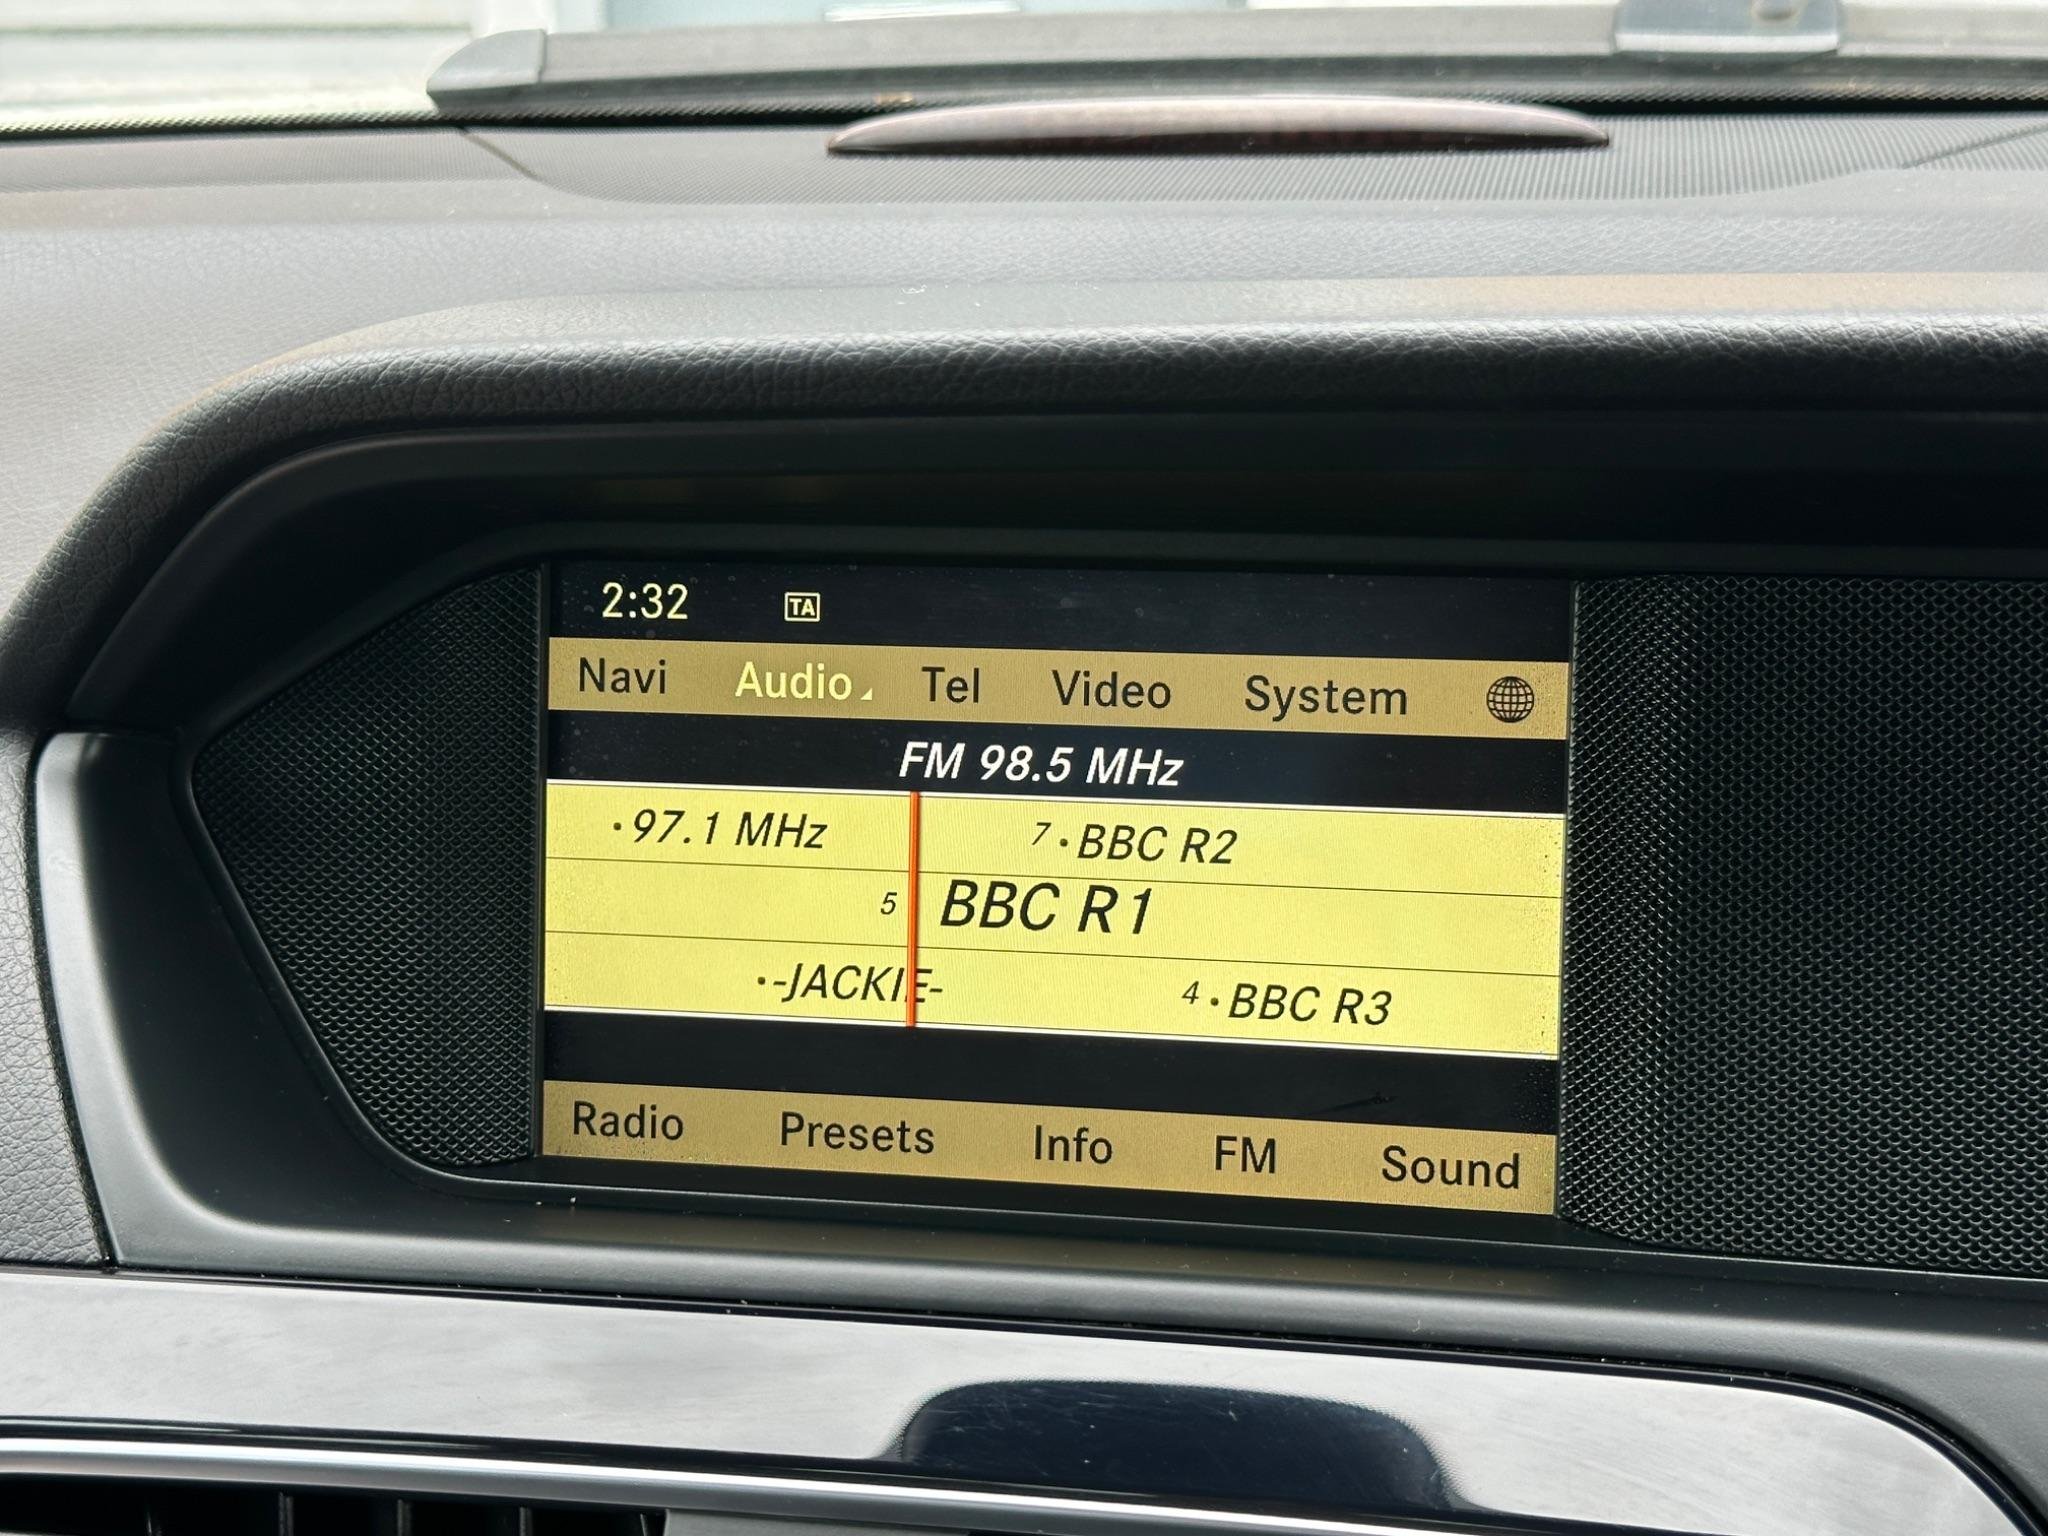 2:32 TA
Navi Audio Tel Video System
FM 98.5 MHz
·97.1 MHz 7·BBC R2
5 BBC R1
·-JACKIE- 4·BBC R3
Radio Presets Info FM Sound